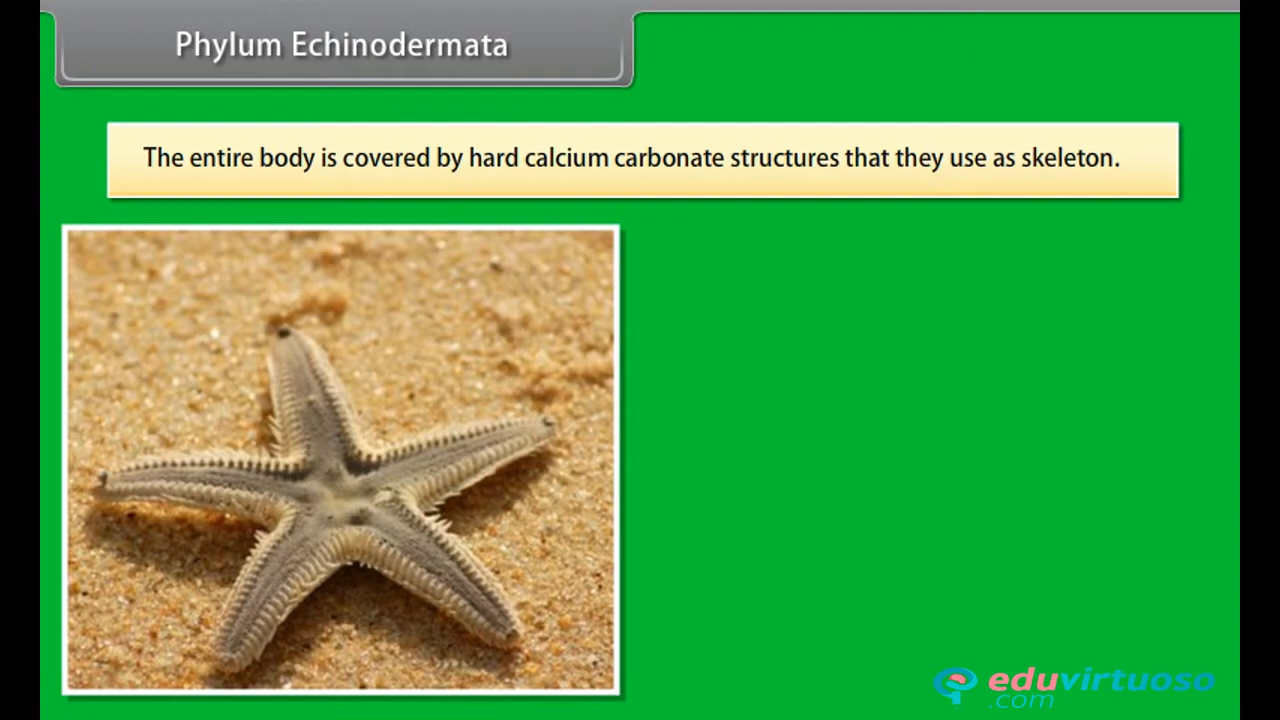 Phylum Echinodermata
The entire body is covered by hard calcium carbonate structures that they use as skeleton.
eduvirtuoso
.com